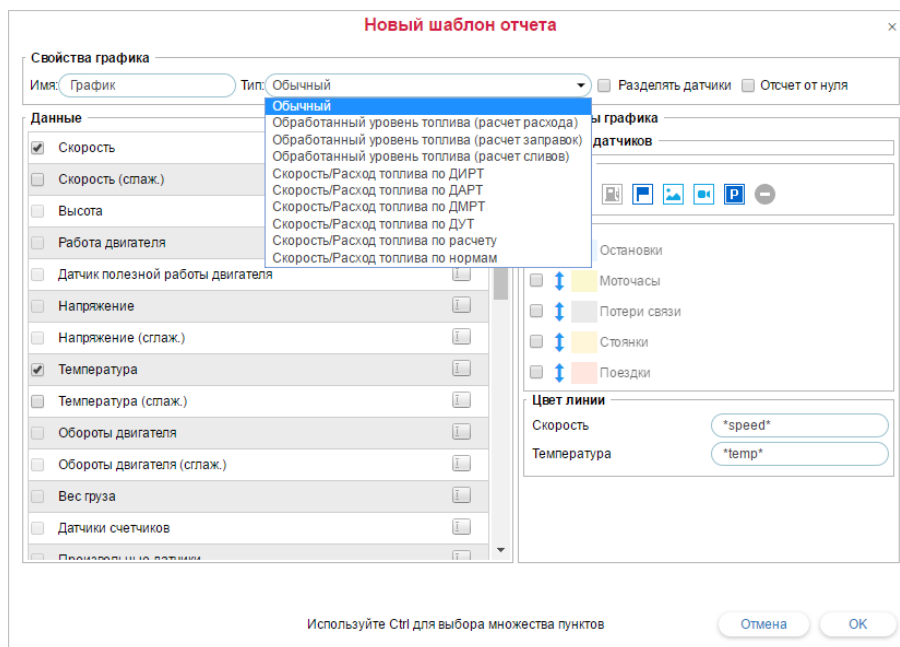 Новый шаблон отчета
×
Свойства графика
Имя: График Тип: Обычный Разделять датчики Отсчет от нуля
Обычный
Обработанный уровень топлива (расчет расхода)
Обработанный уровень топлива (расчет заправок)
Обработанный уровень топлива (расчет сливов)
Скорость/Расход топлива по ДИРТ
Скорость/Расход топлива по ДАРТ
Скорость/Расход топлива по ДМРТ
Скорость/Расход топлива по ДУТ
Скорость/Расход топлива по расчету
Скорость/Расход топлива по нормам
Данные
Скорость
Скорость (сглаж.)
Высота
Работа двигателя
Датчик полезной работы двигателя
Напряжение
Напряжение (сглаж.)
Температура
Температура (сглаж.)
Обороты двигателя
Обороты двигателя (сглаж.)
Вес груза
Датчики счетчиков
Произвольные датчики
графика
датчиков
P
Остановки
Моточасы
Потери связи
Стоянки
Поездки
Цвет линии
Скорость *speed*
Температура *temp*
Используйте Ctrl для выбора множества пунктов
Отмена
OK